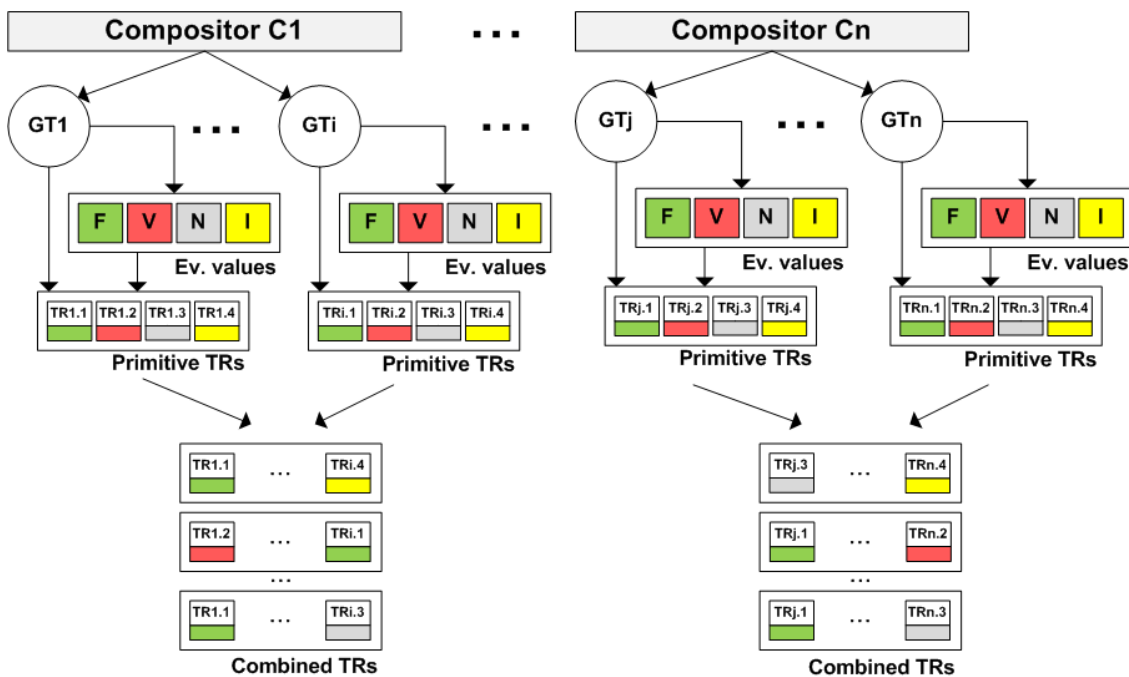 Compositor C1 ... Compositor Cn
GT1 ... GTi ... GTj ... GTn
F V N I F V N I F V N I F V N I
Ev. values Ev. values Ev. values Ev. values
TR1.1 TR1.2 TR1.3 TR1.4 TRi.1 TRi.2 TRi.3 TRi.4 TRj.1 TRj.2 TRj.3 TRj.4 TRn.1 TRn.2 TRn.3 TRn.4
Primitive TRs Primitive TRs Primitive TRs Primitive TRs
TR1.1 ... TRi.4 TRj.3 ... TRn.4
TR1.2 ... TRi.1 TRj.1 ... TRn.2
... ...
TR1.1 ... TRi.3 TRj.1 ... TRn.3
Combined TRs Combined TRs